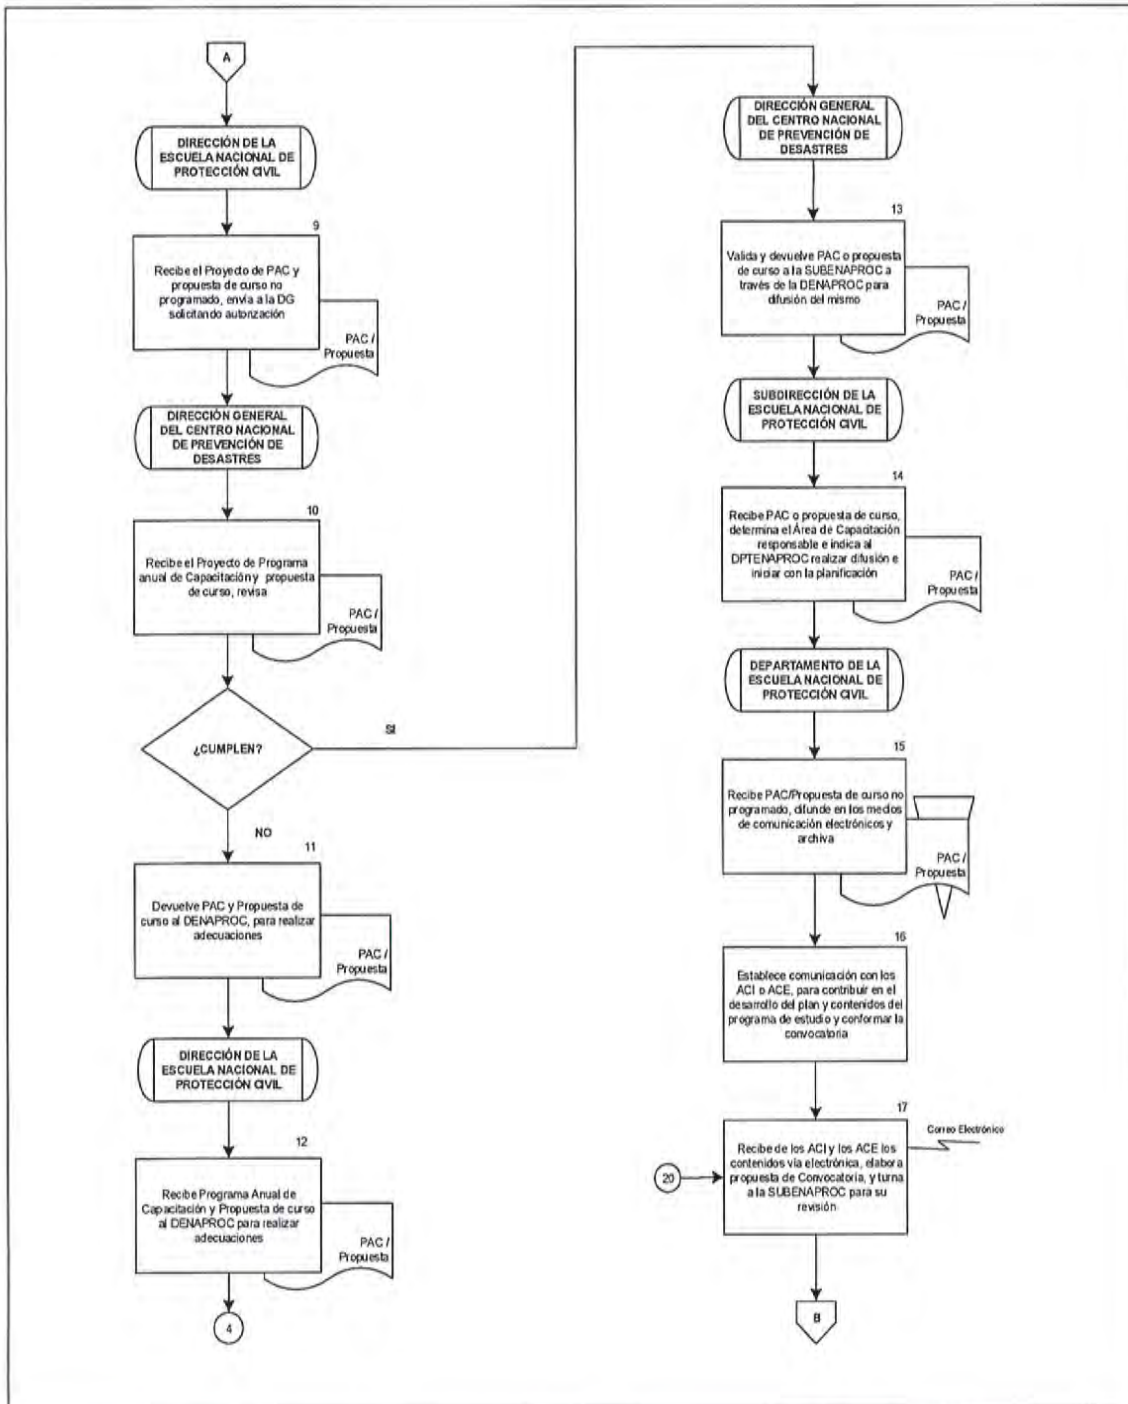 A
DIRECCIÓN DE LA
ESCUELA NACIONAL DE
PROTECCIÓN CIVIL
9
Recibe el Proyecto de PAC y
propuesta de curso no
programado, envía a la DG
solicitando autorización
PAC /
Propuesta
DIRECCIÓN GENERAL
DEL CENTRO NACIONAL
DE PREVENCIÓN DE
DESASTRES
10
Recibe el Proyecto de Programa
anual de Capacitación y propuesta
de curso, revisa
PAC /
Propuesta
¿CUMPLEN?
SI
NO
11
Devuelve PAC y Propuesta de
curso al DENAPROC, para realizar
adecuaciones
PAC /
Propuesta
DIRECCIÓN DE LA
ESCUELA NACIONAL DE
PROTECCIÓN CIVIL
12
Recibe Programa Anual de
Capacitación y Propuesta de curso
al DENAPROC para realizar
adecuaciones
PAC /
Propuesta
4
DIRECCIÓN GENERAL
DEL CENTRO NACIONAL
DE PREVENCIÓN DE
DESASTRES
13
Valida y devuelve PAC o propuesta
de curso a la SUBENAPROC a
través de la DENAPROC para
difusión del mismo
PAC /
Propuesta
SUBDIRECCIÓN DE LA
ESCUELA NACIONAL DE
PROTECCIÓN CIVIL
14
Recibe PAC o propuesta de curso,
determina el Área de Capacitación
responsable e indica al
DPTENAPROC realizar difusión e
iniciar con la planificación
PAC /
Propuesta
DEPARTAMENTO DE LA
ESCUELA NACIONAL DE
PROTECCIÓN CIVIL
15
Recibe PAC/Propuesta de curso no
programado, difunde en los medios
de comunicación electrónicos y
archiva
PAC /
Propuesta
16
Establece comunicación con los
ACI o ACE, para contribuir en el
desarrollo del plan y contenidos del
programa de estudio y conformar la
convocatoria
17
Correo Electrónico
Recibe de los ACI y los ACE los
contenidos vía electrónica, elabora
propuesta de Convocatoria, y turna
a la SUBENAPROC para su
revisión
20
B